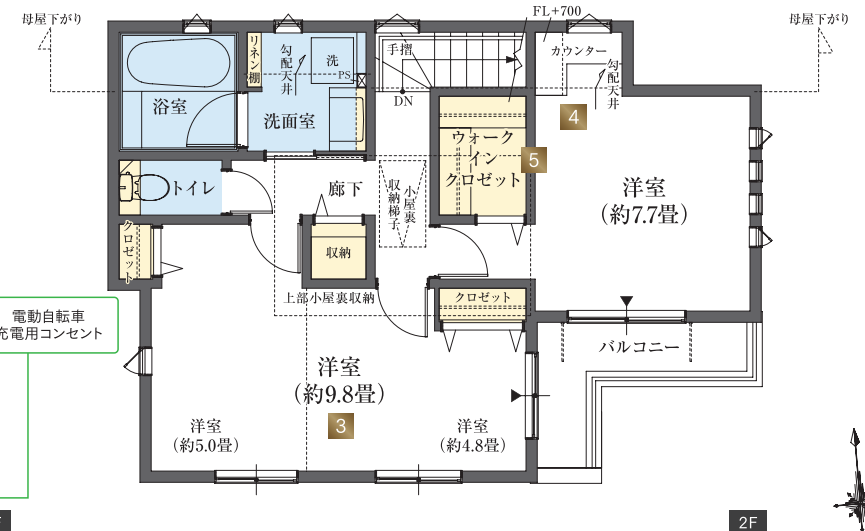 母屋下がり
FL+700
母屋下がり
リネン棚
勾配天井
洗
PS
手摺
DN
カウンター
勾配天井
浴室
洗面室
4
ウォーク
イン
クロゼット
5
トイレ
廊下
小屋裏
収納梯子
洋室
(約7.7畳)
クロゼット
収納
上部小屋裏収納
クロゼット
電動自転車
充電用コンセント
バルコニー
洋室
(約9.8畳)
3
洋室
(約5.0畳)
洋室
(約4.8畳)
2F